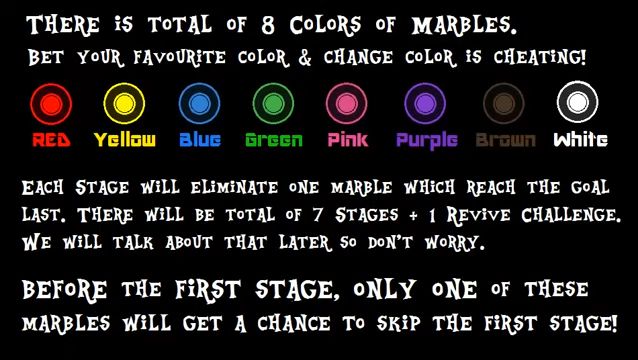 There is total of 8 Colors of Marbles.
Bet your favourite color & change color is cheating!
RED Yellow Blue Green Pink Purple Brown White
Each Stage will eliminate one marble which reach the goal
last. There will be total of 7 Stages + 1 Revive Challenge.
We will talk about that later so don't worry.
Before the first stage, only one of these
marbles will get a chance to skip the first stage!